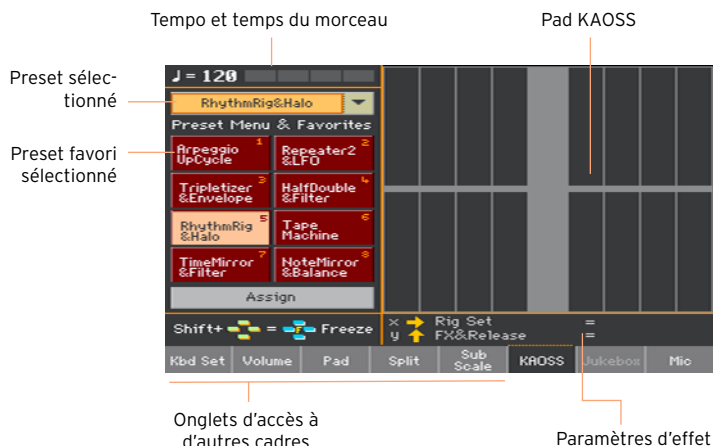 Tempo et temps du morceau
Pad KAOSS
Preset sélec-
tionné
Preset favori
sélectionné
♩ = 120
RhythmRig&Halo
Preset Menu & Favorites
Arpeggio UpCycle 1
Repeater2 &LFO 2
Tripletizer &Envelope 3
HalfDouble &Filter 4
RhythmRig &Halo 5
Tape Machine 6
TimeMirror &Filter 7
NoteMirror &Balance 8
Assign
Shift+ = F Freeze
x Rig Set =
y FX&Release =
Kbd Set Volume Pad Split Sub Scale KAOSS Jukebox Mic
Onglets d'accès à
d'autres cadres
Paramètres d'effet